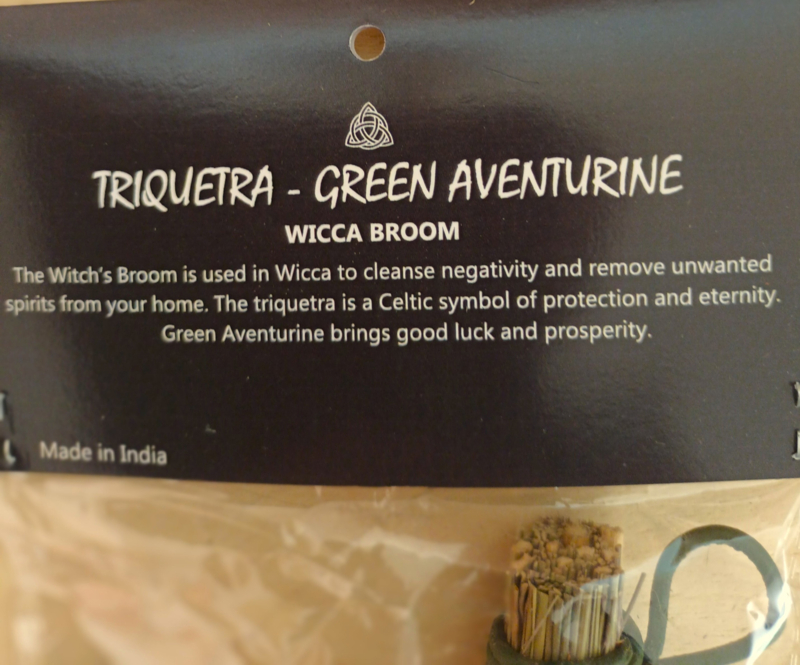 TRIQUETRA - GREEN AVENTURINE
WICCA BROOM
The Witch's Broom is used in Wicca to cleanse negativity and remove unwanted
spirits from your home. The triquetra is a Celtic symbol of protection and eternity.
Green Aventurine brings good luck and prosperity.
Made in India